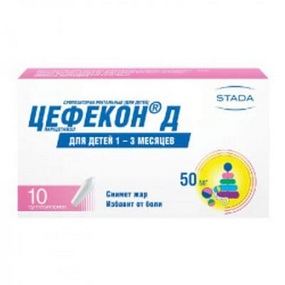 СУППОЗИТОРИИ РЕКТАЛЬНЫЕ (ДЛЯ ДЕТЕЙ)
STADA
ЦЕФЕКОН® Д
ПАРАЦЕТАМОЛ
ДЛЯ ДЕТЕЙ 1 – 3 МЕСЯЦЕВ
10
суппозиториев
50 мг
Снимет жар
Избавит от боли